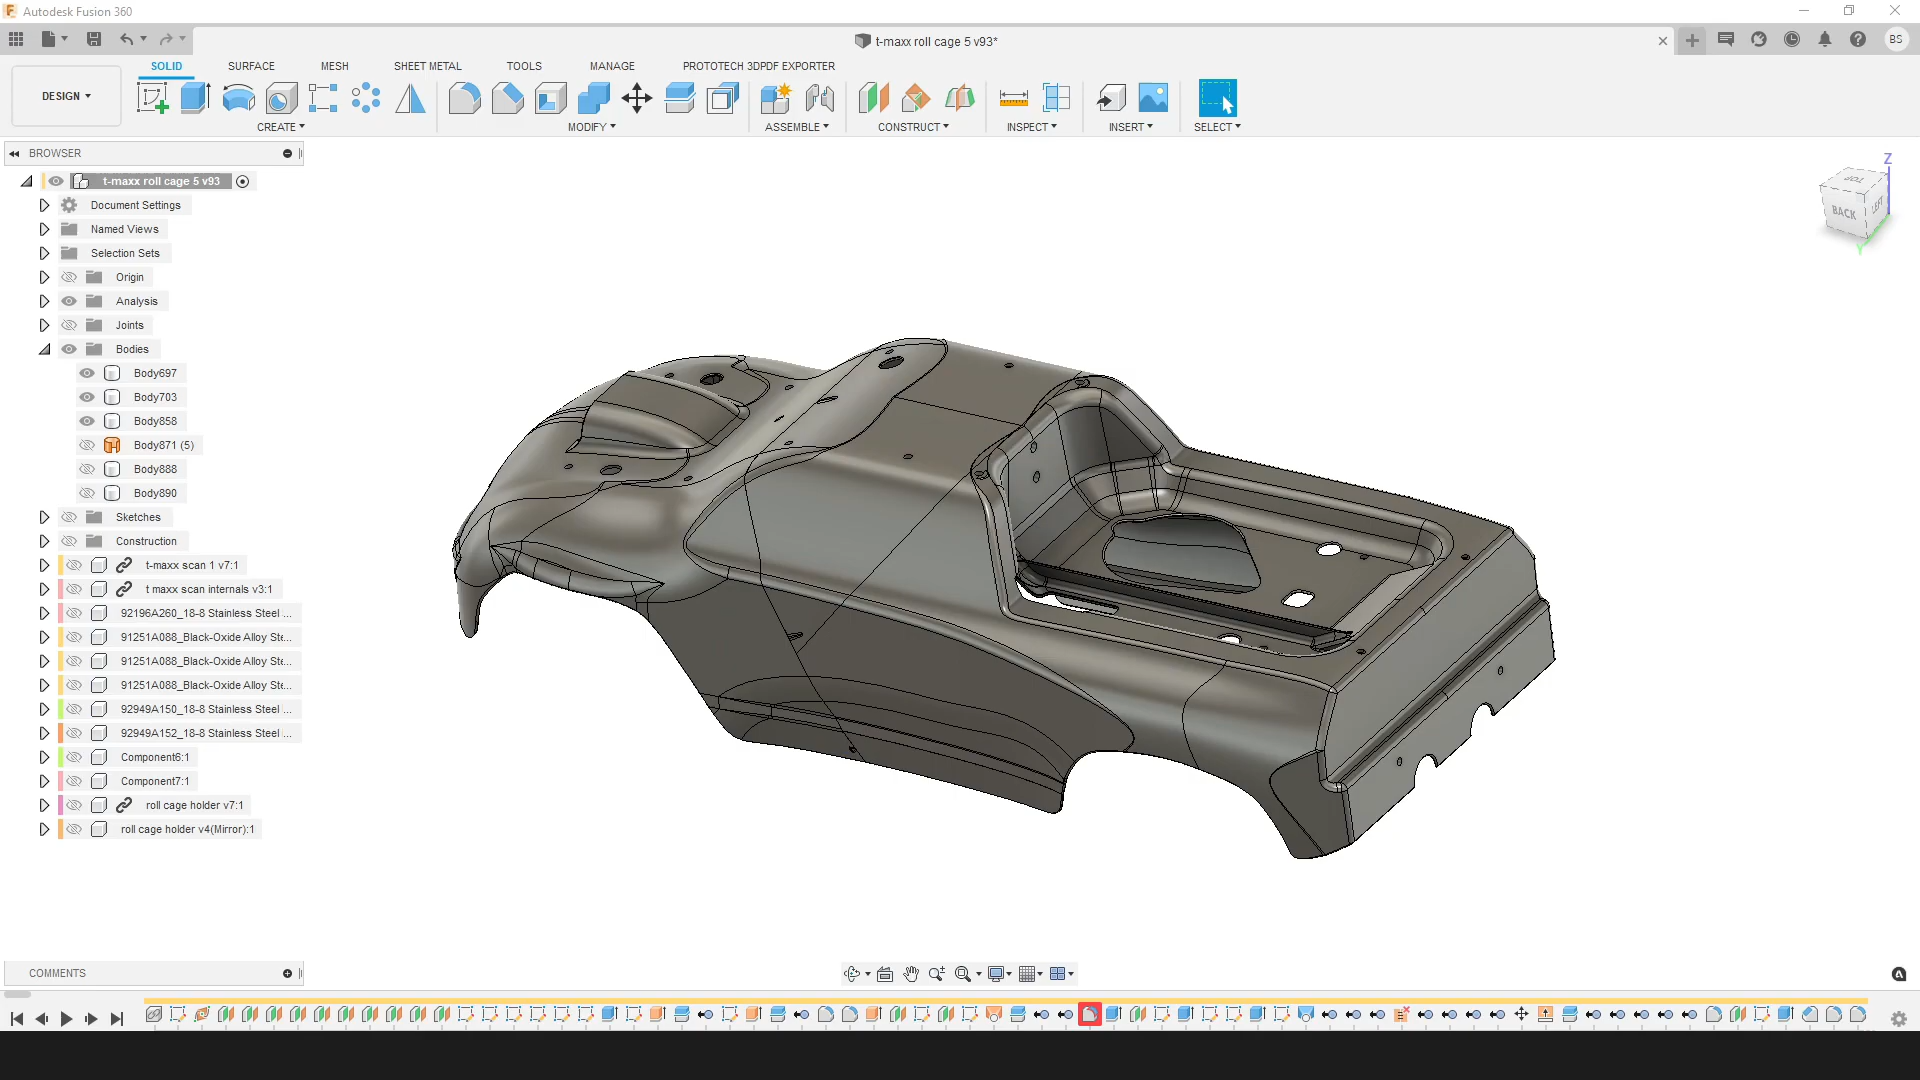 Autodesk Fusion 360
t-maxx roll cage 5 v93*
BS
DESIGN
SOLID
SURFACE
MESH
SHEET METAL
TOOLS
MANAGE
PROTOTECH 3DPDF EXPORTER
CREATE
MODIFY
ASSEMBLE
CONSTRUCT
INSPECT
INSERT
SELECT
BROWSER
t-maxx roll cage 5 v93
Document Settings
Named Views
Selection Sets
Origin
Analysis
Joints
Bodies
Body697
Body703
Body858
Body871 (5)
Body888
Body890
Sketches
Construction
t-maxx scan 1 v7:1
t maxx scan internals v3:1
92196A260_18-8 Stainless Steel ...
91251A088_Black-Oxide Alloy Ste...
91251A088_Black-Oxide Alloy Ste...
91251A088_Black-Oxide Alloy Ste...
92949A150_18-8 Stainless Steel ...
92949A152_18-8 Stainless Steel ...
Component6:1
Component7:1
roll cage holder v7:1
roll cage holder v4(Mirror):1
Z
TOP
BACK
LEFT
Y
COMMENTS